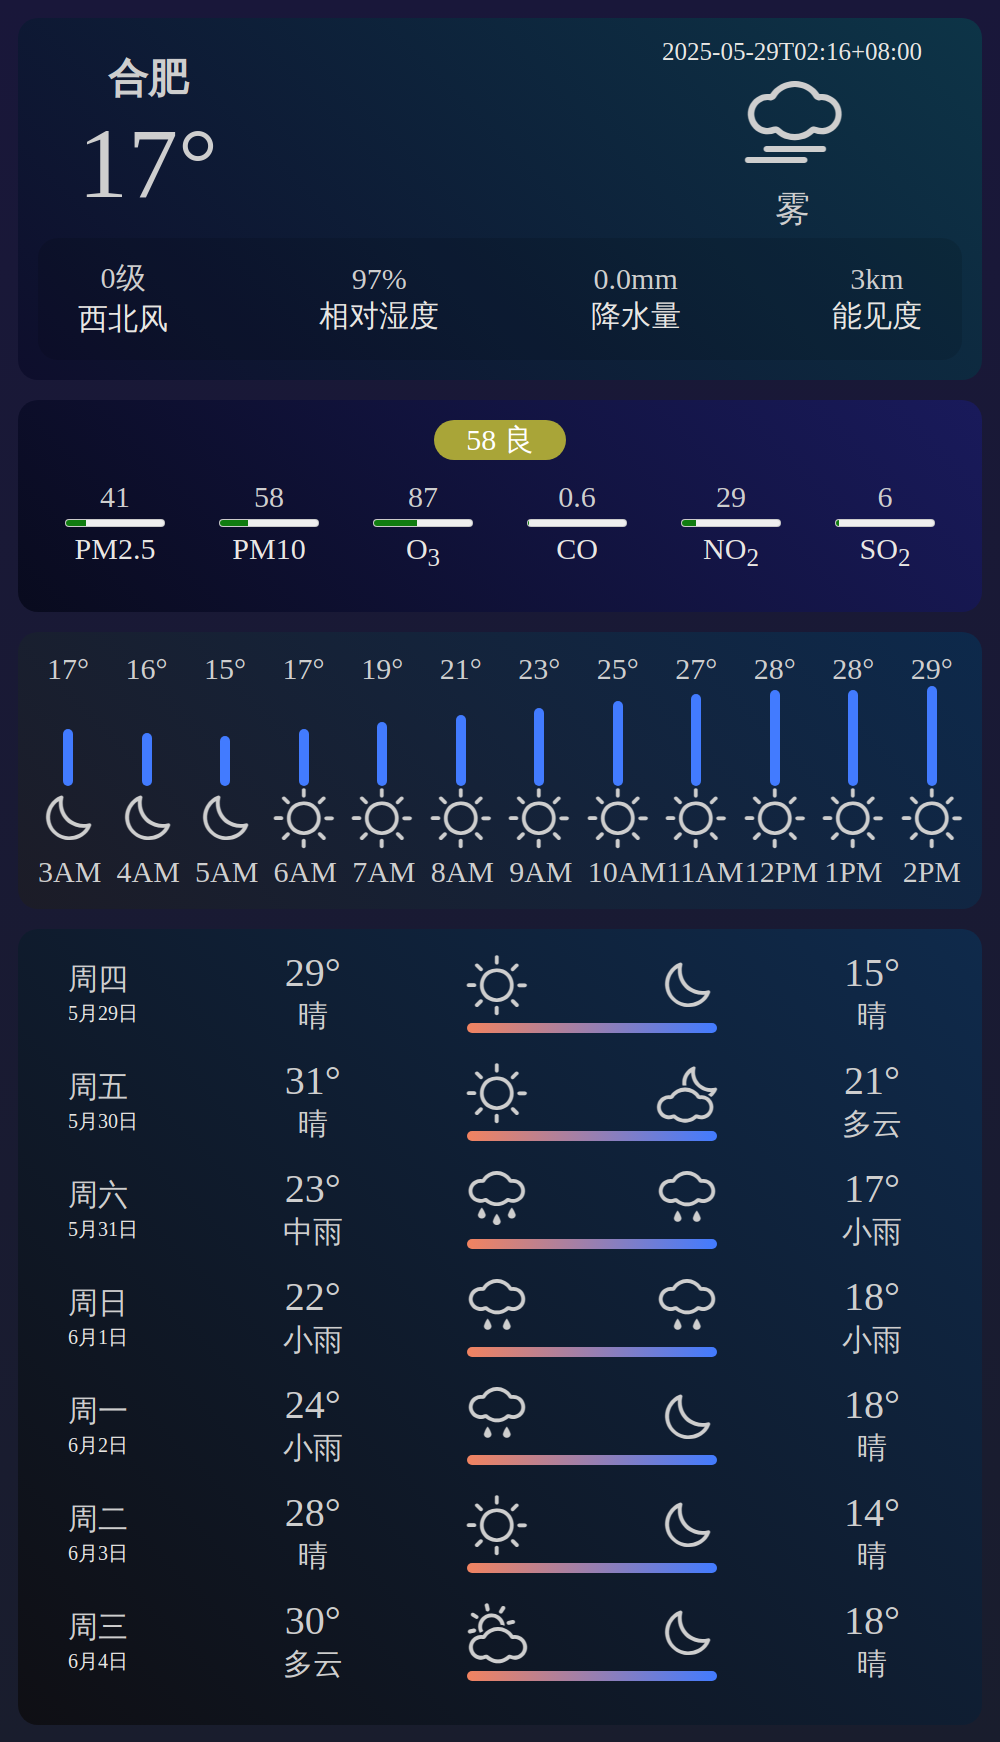 合肥
17°
2025-05-29T02:16+08:00
雾
0级 97% 0.0mm 3km
西北风 相对湿度 降水量 能见度
58 良
41 58 87 0.6 29 6
PM2.5 PM10 O3 CO NO2 SO2
17° 16° 15° 17° 19° 21° 23° 25° 27° 28° 28° 29°
3AM 4AM 5AM 6AM 7AM 8AM 9AM 10AM 11AM 12PM 1PM 2PM
周四 29° 15°
5月29日 晴 晴
周五 31° 21°
5月30日 晴 多云
周六 23° 17°
5月31日 中雨 小雨
周日 22° 18°
6月1日 小雨 小雨
周一 24° 18°
6月2日 小雨 晴
周二 28° 14°
6月3日 晴 晴
周三 30° 18°
6月4日 多云 晴